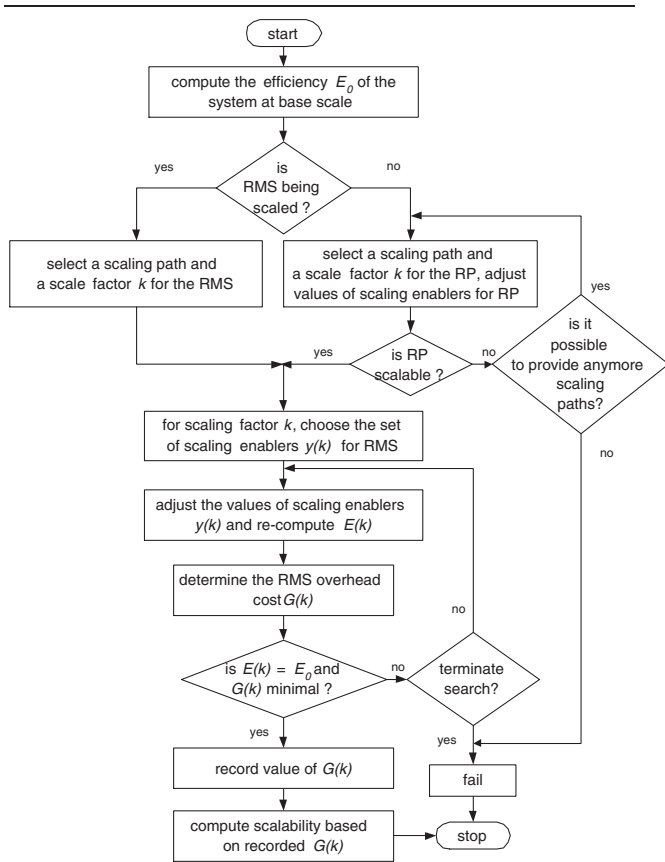 start
compute the efficiency E0 of the
system at base scale
yes
is
RMS being
scaled ?
no
select a scaling path and
a scale factor k for the RMS
select a scaling path and
a scale factor k for the RP, adjust
values of scaling enablers for RP
yes
is RP
scalable ?
no
yes
is it
possible
to provide anymore
scaling
paths?
no
for scaling factor k, choose the set
of scaling enablers y(k) for RMS
adjust the values of scaling enablers
y(k) and re-compute E(k)
determine the RMS overhead
cost G(k)
no
is E(k) = E0 and
G(k) minimal ?
no
terminate
search?
yes
yes
record value of G(k)
fail
compute scalability based
on recorded G(k)
stop